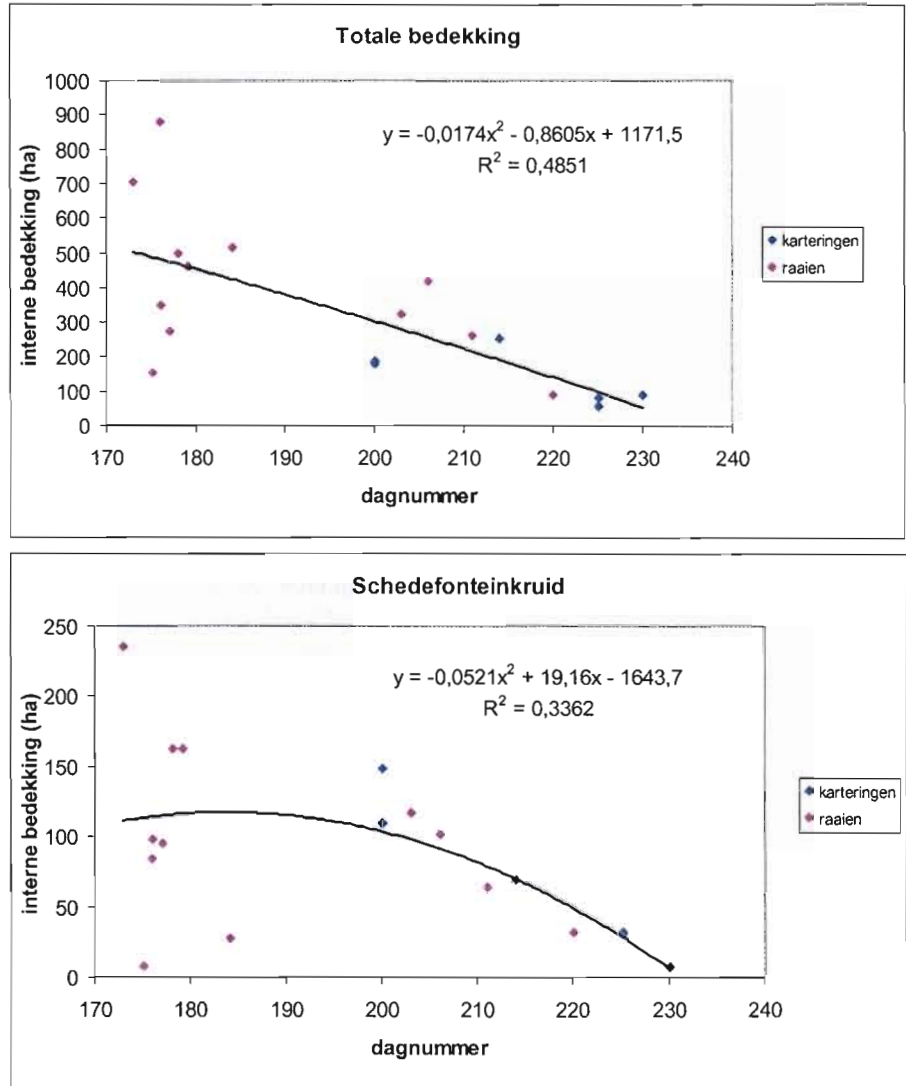 Totale bedekking
1000
900
800
700
600
500
400
300
200
100
0
interne bedekking (ha)
y = -0,0174x² - 0,8605x + 1171,5
R² = 0,4851
karteringen
raaien
170 180 190 200 210 220 230 240
dagnummer
Schedefonteinkruid
250
200
150
100
50
0
interne bedekking (ha)
y = -0,0521x² + 19,16x - 1643,7
R² = 0,3362
karteringen
raaien
170 180 190 200 210 220 230 240
dagnummer